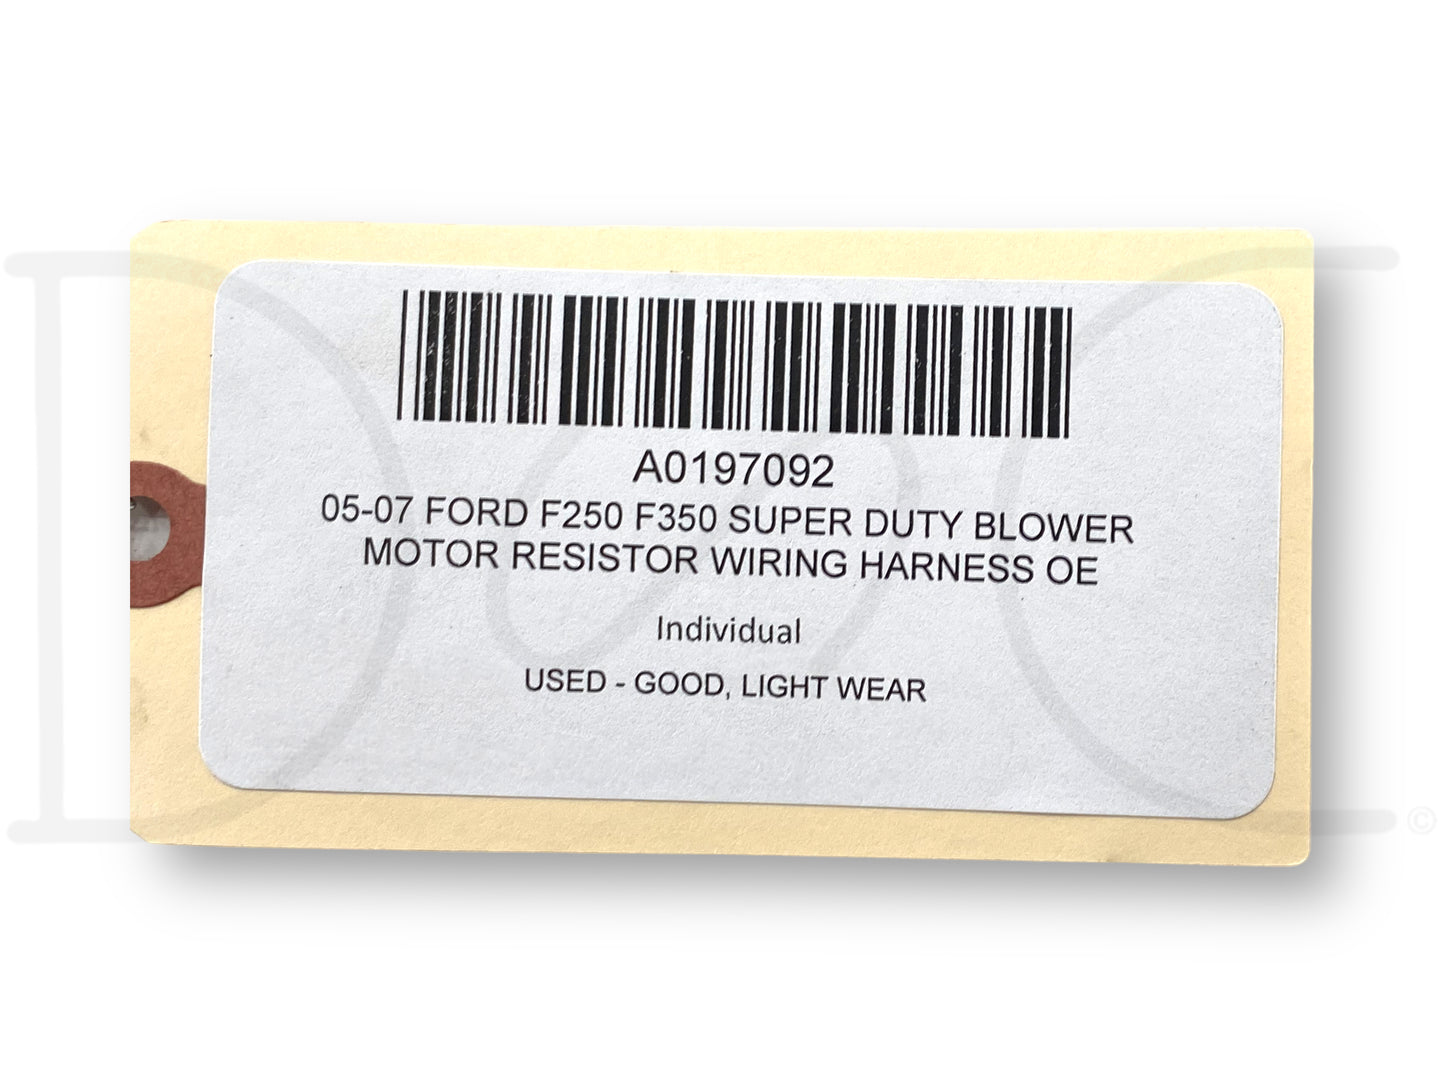 A0197092
05-07 FORD F250 F350 SUPER DUTY BLOWER
MOTOR RESISTOR WIRING HARNESS OE
Individual
USED - GOOD, LIGHT WEAR
©